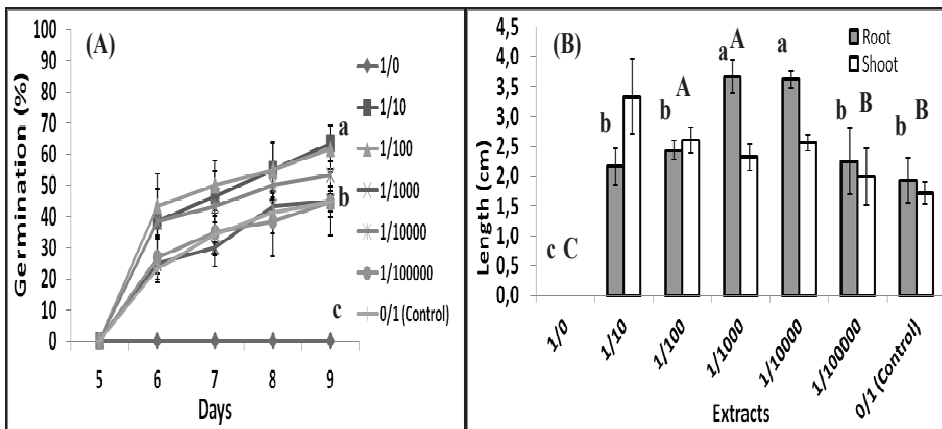 (A)
Germination (%)
100
90
80
70
60
50
40
30
20
10
0
5 6 7 8 9
Days
a
b
c
1/0
1/10
1/100
1/1000
1/10000
1/100000
0/1 (Control)
(B)
Length (cm)
4,5
4,0
3,5
3,0
2,5
2,0
1,5
1,0
0,5
0,0
Root
Shoot
c C
b
b A
a A
a
b B
b B
1/0 1/10 1/100 1/1000 1/10000 1/100000 0/1 (Control)
Extracts